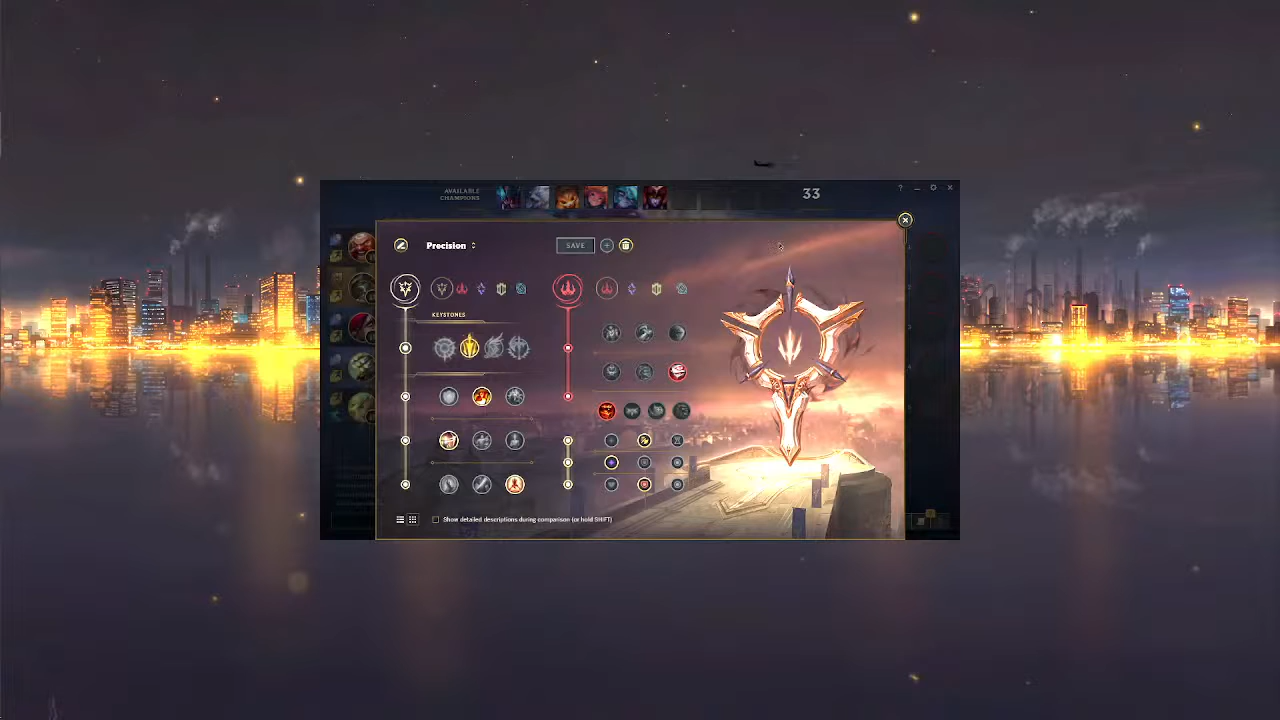 AVAILABLE
CHAMPIONS
33
?
Precision
SAVE
KEYSTONES
Show detailed descriptions during comparison (or hold SHIFT)